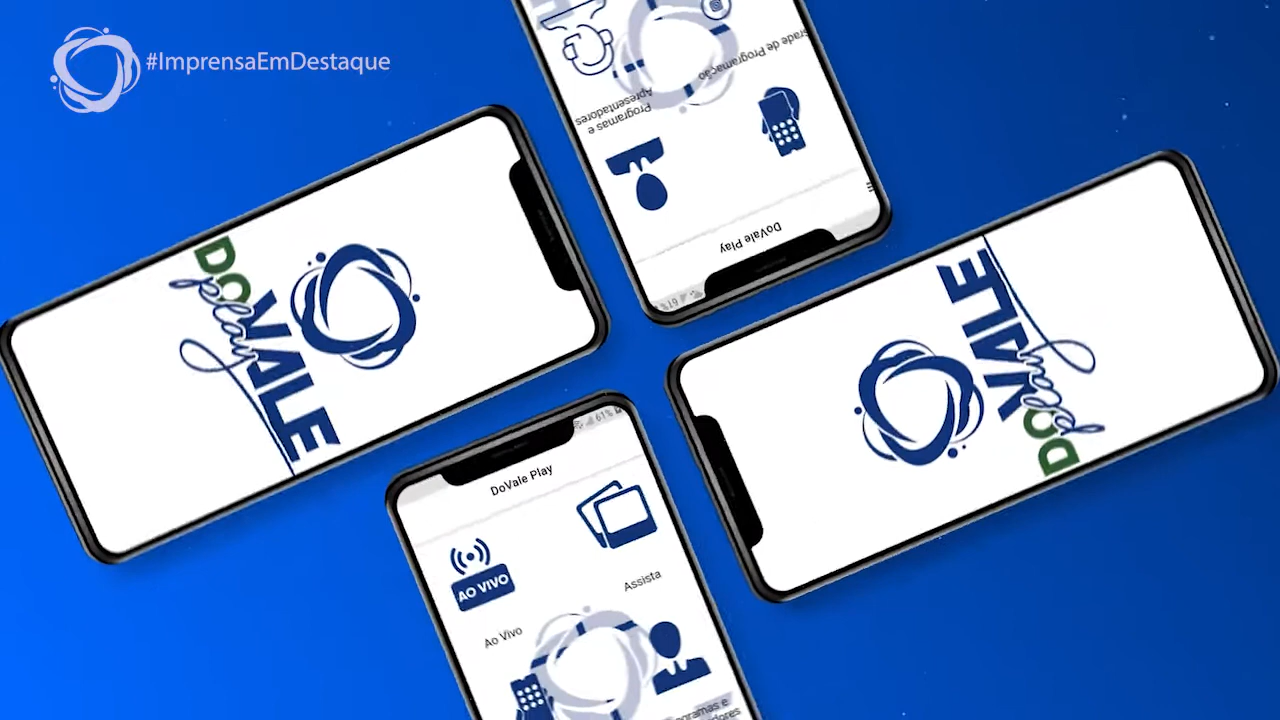 #ImprensaEmDestaque
Grade de Programação
Programas e
Apresentadores
DoVale Play
DOVALE
play
DOVALE
play
61%
DoVale Play
AO VIVO
Assista
Ao Vivo